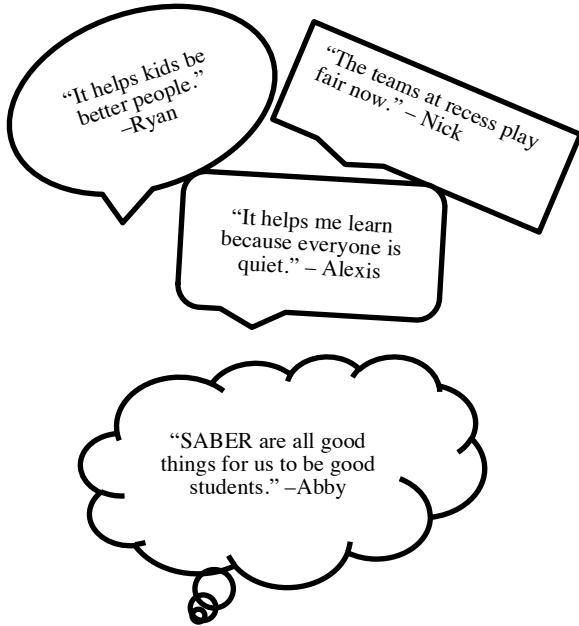 “It helps kids be
better people.”
–Ryan
“The teams at recess play
fair now.” – Nick
“It helps me learn
because everyone is
quiet.” – Alexis
“SABER are all good
things for us to be good
students.” –Abby